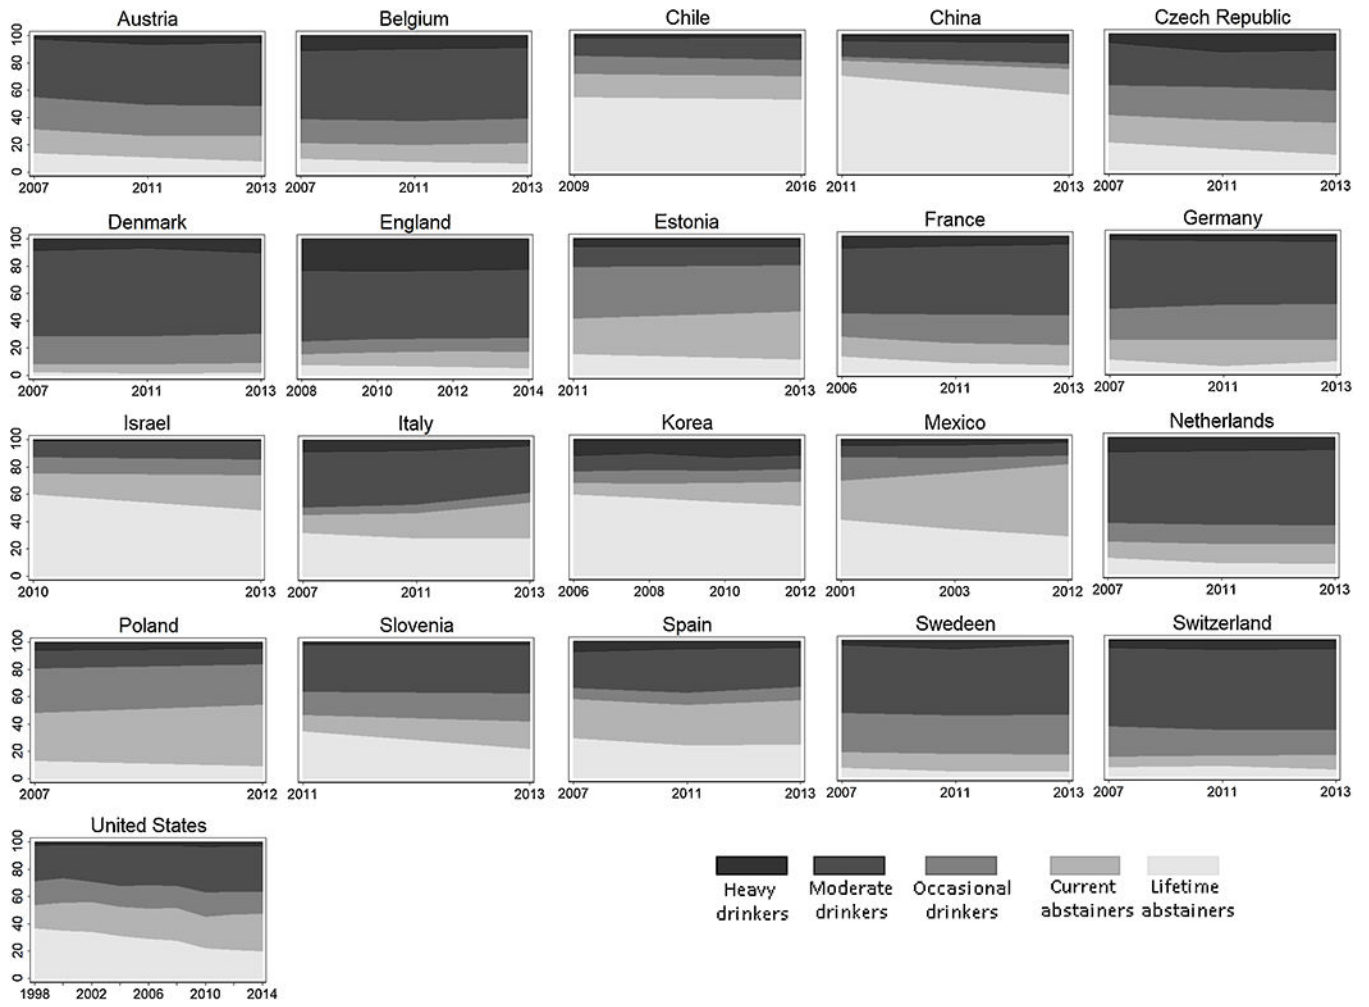 Austria Belgium Chile China Czech Republic
100
80
60
40
20
0
2007 2011 2013 2007 2011 2013 2009 2016 2011 2013 2007 2011 2013
Denmark England Estonia France Germany
100
80
60
40
20
0
2007 2011 2013 2008 2010 2012 2014 2011 2013 2006 2011 2013 2007 2011 2013
Israel Italy Korea Mexico Netherlands
100
80
60
40
20
0
2010 2013 2007 2011 2013 2006 2008 2010 2012 2001 2003 2012 2007 2011 2013
Poland Slovenia Spain Swedeen Switzerland
100
80
60
40
20
0
2007 2012 2011 2013 2007 2011 2013 2007 2011 2013 2007 2011 2013
United States
100
80
60
40
20
0
1998 2002 2006 2010 2014
Heavy drinkers
Moderate drinkers
Occasional drinkers
Current abstainers
Lifetime abstainers